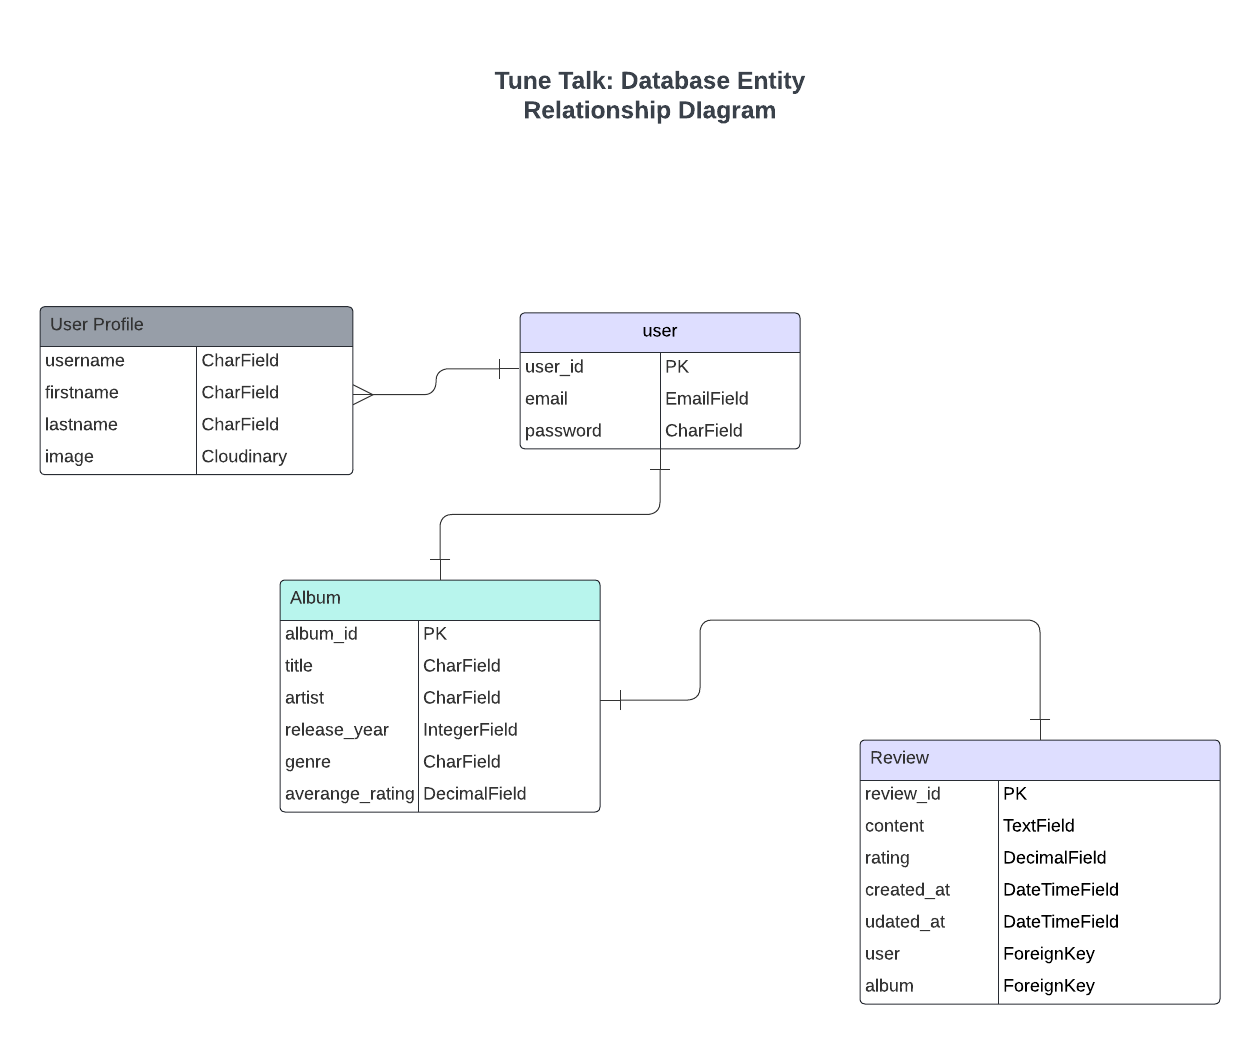 Tune Talk: Database Entity
Relationship DIagram
User Profile
username CharField
firstname CharField
lastname CharField
image Cloudinary
user
user_id PK
email EmailField
password CharField
Album
album_id PK
title CharField
artist CharField
release_year IntegerField
genre CharField
averange_rating DecimalField
Review
review_id PK
content TextField
rating DecimalField
created_at DateTimeField
udated_at DateTimeField
user ForeignKey
album ForeignKey